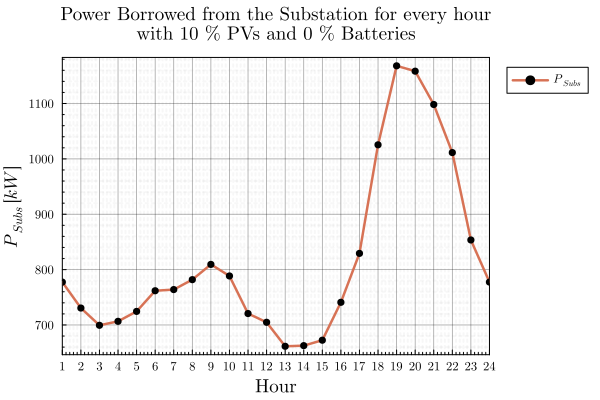 Power Borrowed from the Substation for every hour
with 10 % PVs and 0 % Batteries
P_Subs [kW]
1100
1000
900
800
700
1 2 3 4 5 6 7 8 9 10 11 12 13 14 15 16 17 18 19 20 21 22 23 24
Hour
P_Subs